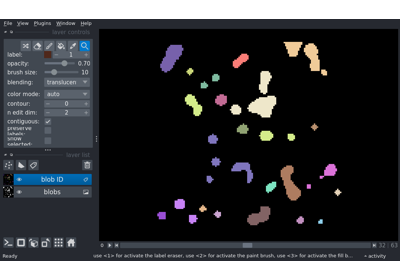 File View Plugins Window Help
layer controls
label: 1
opacity: 0.70
brush size: 10
blending: translucen
color mode: auto
contour: 0
n edit dim: 2
contiguous:
preserve labels:
show selected:
layer list
blob ID
blobs
32 63
Ready use <1> for activate the label eraser, use <2> for activate the paint brush, use <3> for activate the fill b... activity